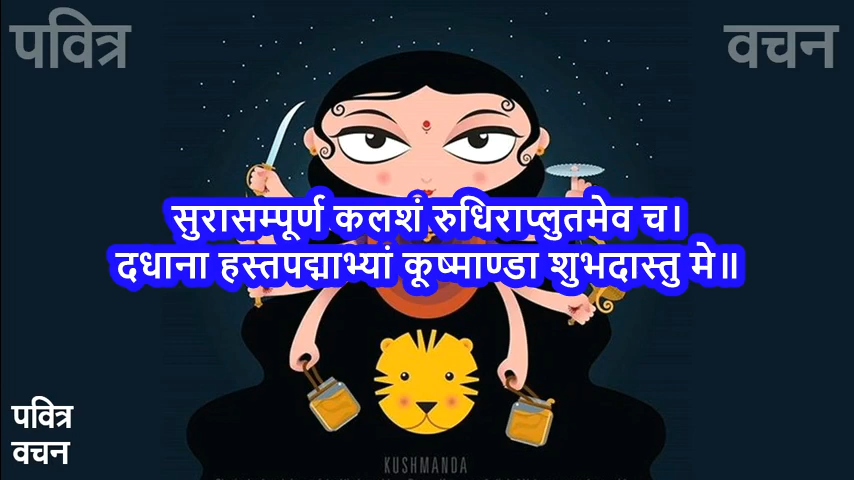 पवित्र वचन
सुरासम्पूर्ण कलशं रुधिराप्लुतमेव च।
दधाना हस्तपद्माभ्यां कूष्माण्डा शुभदास्तु मे॥
पवित्र
वचन
KUSHMANDA